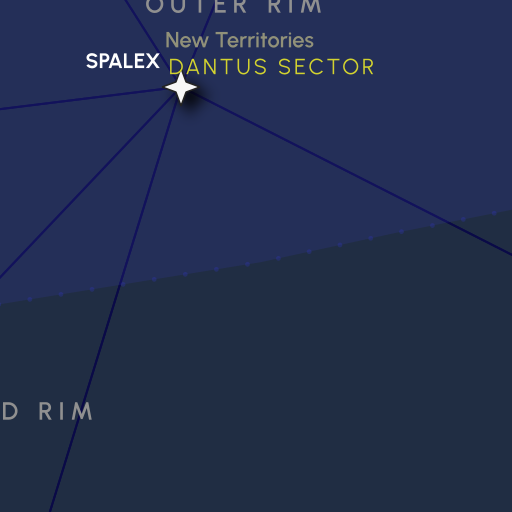 OUTER RIM
New Territories
SPALEX
DANTUS SECTOR
D RIM